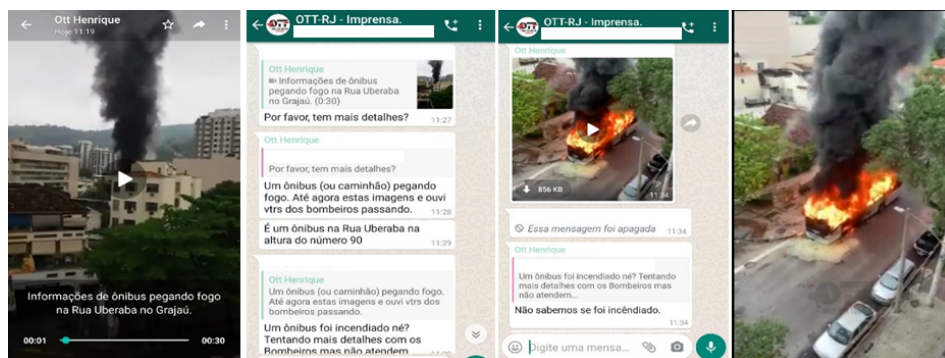 Ott Henrique
Hoje 11:19
Informações de ônibus pegando fogo
na Rua Uberaba no Grajaú.
00:01
00:30
OTT-RJ - Imprensa.
Ott Henrique
Informações de ônibus
pegando fogo na Rua Uberaba
no Grajaú. (0:30)
Por favor, tem mais detalhes?
11:27
Ott Henrique
Por favor, tem mais detalhes?
Um ônibus (ou caminhão) pegando
fogo. Até agora estas imagens e ouvi
vtrs dos bombeiros passando.
11:28
É um ônibus na Rua Uberaba na
altura do número 90
11:29
Ott Henrique
Um ônibus (ou caminhão) pegando fogo.
Até agora estas imagens e ouvi vtrs dos
bombeiros passando.
Um ônibus foi incendiado né?
Tentando mais detalhes com os
Bombeiros mas não atendem
OTT-RJ - Imprensa.
Ott Henrique
856 KB
11:34
Essa mensagem foi apagada
11:34
Ott Henrique
Um ônibus foi incendiado né? Tentando
mais detalhes com os Bombeiros mas
não atendem...
Não sabemos se foi incêndiado.
11:34
Digite uma mensa...